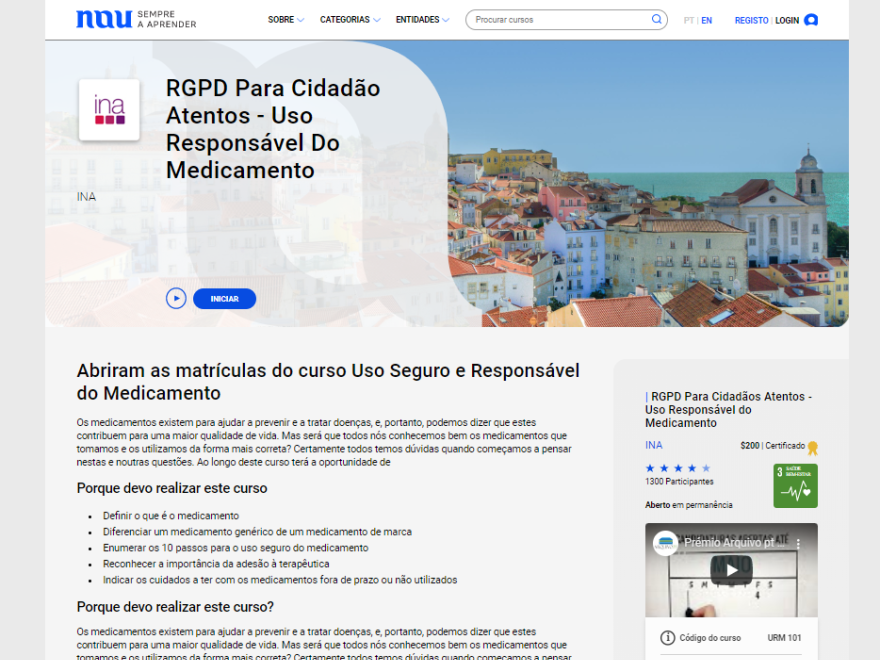 nau SEMPRE
A APRENDER
SOBRE
CATEGORIAS
ENTIDADES
Procurar cursos
PT | EN
REGISTO | LOGIN
ina
RGPD Para Cidadão
Atentos - Uso
Responsável Do
Medicamento
INA
INICIAR
Abriram as matrículas do curso Uso Seguro e Responsável
do Medicamento
Os medicamentos existem para ajudar a prevenir e a tratar doenças, e, portanto, podemos dizer que estes
contribuem para uma maior qualidade de vida. Mas será que todos nós conhecemos bem os medicamentos que
tomamos e os utilizamos da forma mais correta? Certamente todos temos dúvidas quando começamos a pensar
nestas e noutras questões. Ao longo deste curso terá a oportunidade de
Porque devo realizar este curso
• Definir o que é o medicamento
• Diferenciar um medicamento genérico de um medicamento de marca
• Enumerar os 10 passos para o uso seguro do medicamento
• Reconhecer a importância da adesão à terapêutica
• Indicar os cuidados a ter com os medicamentos fora de prazo ou não utilizados
Porque devo realizar este curso?
Os medicamentos existem para ajudar a prevenir e a tratar doenças, e, portanto, podemos dizer que estes
contribuem para uma maior qualidade de vida. Mas será que todos nós conhecemos bem os medicamentos que
tomamos e os utilizamos da forma mais correta? Certamente todos temos dúvidas quando começamos a pensar
| RGPD Para Cidadãos Atentos -
Uso Responsável do
Medicamento
INA
$200 | Certificado
1300 Participantes
3
Aberto em permanência
CANDIDATURAS ABERTAS ATÉ
Prémio Arquivo pt ...
MAIO
S M T W T F S
4
Código do curso
URM 101